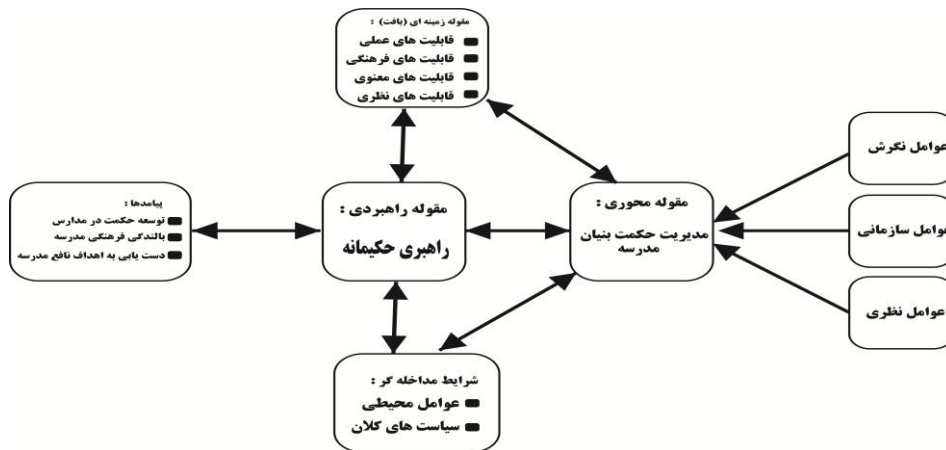 مقوله زمینه ای (بافت) :
قابلیت های عملی
قابلیت های فرهنگی
قابلیت های معنوی
قابلیت های نظری
عوامل نگرش
عوامل سازمانی
عوامل نظری
مقوله محوری :
مدیریت حکمت بنیان
مدرسه
مقوله راهبردی :
راهبری حکیمانه
پیامدها :
توسعه حکمت در مدارس
بالندگی فرهنگی مدرسه
دست یابی به اهداف نافع مدرسه
شرایط مداخله گر :
عوامل محیطی
سیاست های کلان